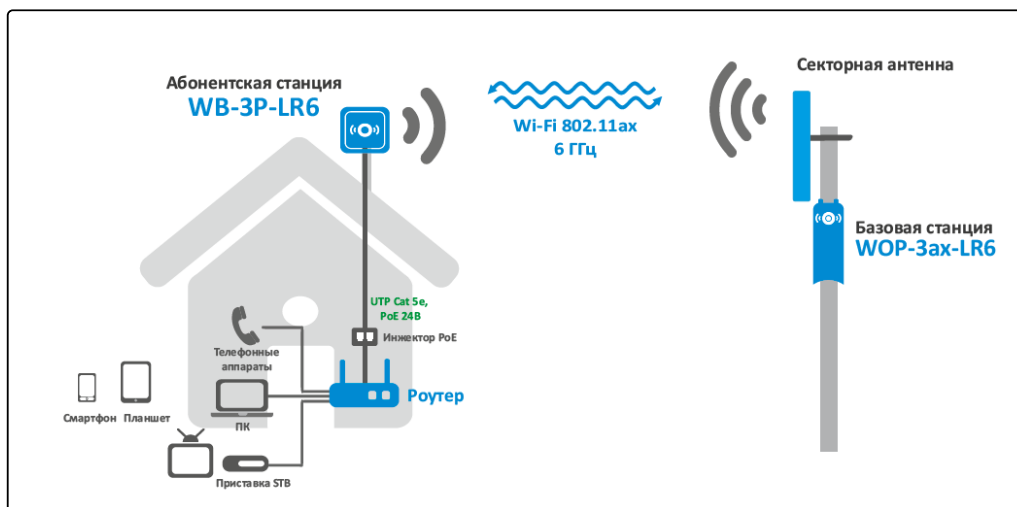 Абонентская станция
WB-3P-LR6
Wi-Fi 802.11ax
6 ГГц
Секторная антенна
Базовая станция
WOP-3ax-LR6
UTP Cat 5e,
PoE 24В
Инжектор PoE
Телефонные
аппараты
Роутер
Смартфон
Планшет
ПК
Приставка STB